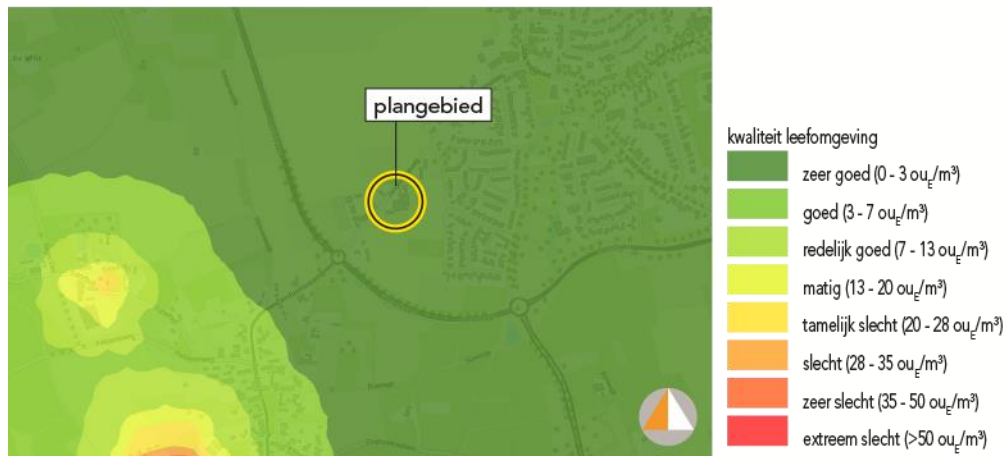 plangebied
kwaliteit leefomgeving
zeer goed (0 - 3 ouE/m³)
goed (3 - 7 ouE/m³)
redelijk goed (7 - 13 ouE/m³)
matig (13 - 20 ouE/m³)
tamelijk slecht (20 - 28 ouE/m³)
slecht (28 - 35 ouE/m³)
zeer slecht (35 - 50 ouE/m³)
extreem slecht (>50 ouE/m³)